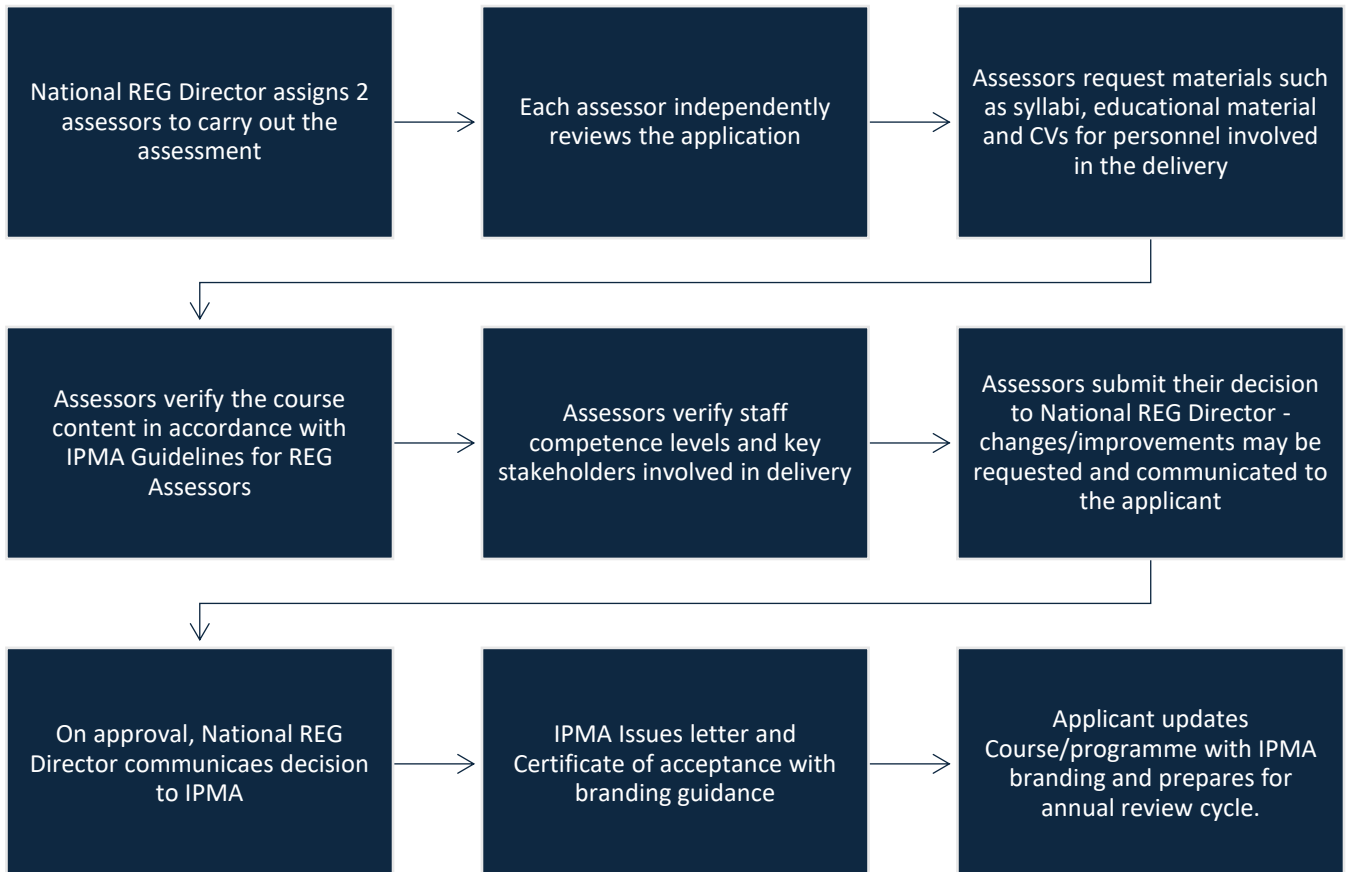 National REG Director assigns 2
assessors to carry out the
assessment
Each assessor independently
reviews the application
Assessors request materials such
as syllabi, educational material
and CVs for personnel involved
in the delivery
Assessors verify the course
content in accordance with
IPMA Guidelines for REG
Assessors
Assessors verify staff
competence levels and key
stakeholders involved in delivery
Assessors submit their decision
to National REG Director -
changes/improvements may be
requested and communicated to
the applicant
On approval, National REG
Director communicaes decision
to IPMA
IPMA Issues letter and
Certificate of acceptance with
branding guidance
Applicant updates
Course/programme with IPMA
branding and prepares for
annual review cycle.